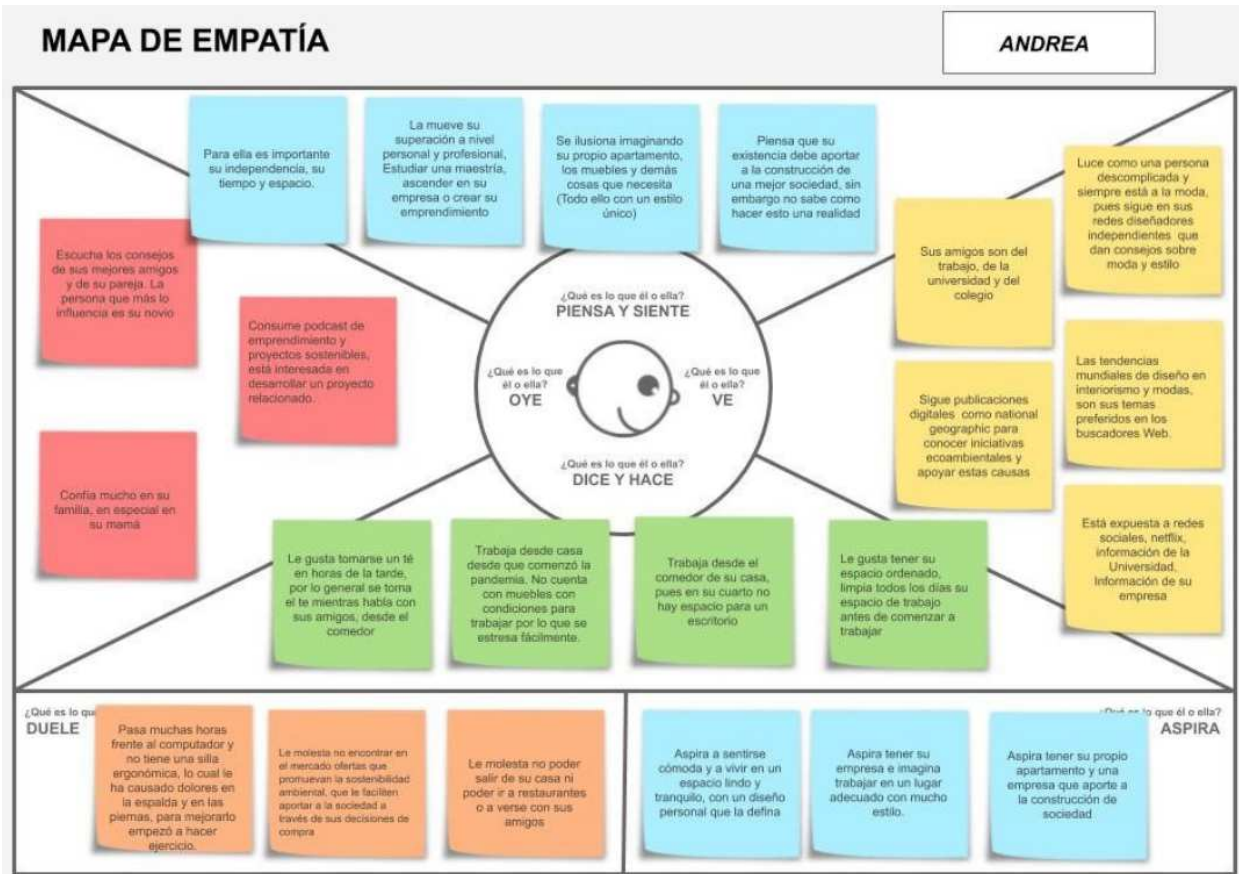 MAPA DE EMPATÍA
ANDREA
Para ella es importante
su independencia, su
tiempo y espacio.
La mueve su
superación a nivel
personal y profesional,
Estudiar una maestría,
ascender en su
empresa o crear su
emprendimiento
Se ilusiona imaginando
su propio apartamento,
los muebles y demás
cosas que necesita
(Todo ello con un estilo
único)
Piensa que su
existencia debe aportar
a la construcción de
una mejor sociedad, sin
embargo no sabe como
hacer esto una realidad
Escucha los consejos
de sus mejores amigos
y de su pareja. La
persona que más lo
influencia es su novio
Consume podcast de
emprendimiento y
proyectos sostenibles,
está interesada en
desarrollar un proyecto
relacionado.
Confía mucho en su
familia, en especial en
su mamá
¿Qué es lo que él o ella?
PIENSA Y SIENTE
¿Qué es lo que
él o ella?
OYE
¿Qué es lo que
él o ella?
VE
¿Qué es lo que él o ella?
DICE Y HACE
Sus amigos son del
trabajo, de la
universidad y del
colegio
Luce como una persona
descomplicada y
siempre está a la moda,
pues sigue en sus
redes diseñadores
independientes que
dan consejos sobre
moda y estilo
Sigue publicaciones
digitales como national
geographic para
conocer iniciativas
ecoambientales y
apoyar estas causas
Las tendencias
mundiales de diseño en
interiorismo y modas,
son sus temas
preferidos en los
buscadores Web.
Está expuesta a redes
sociales, netflix,
información de la
Universidad,
Información de su
empresa
Le gusta tomarse un té
en horas de la tarde,
por lo general se toma
el te mientras habla con
sus amigos, desde el
comedor
Trabaja desde casa
desde que comenzó la
pandemia. No cuenta
con muebles con
condiciones para
trabajar por lo que se
estresa fácilmente.
Trabaja desde el
comedor de su casa,
pues en su cuarto no
hay espacio para un
escritorio
Le gusta tener su
espacio ordenado,
limpia todos los días su
espacio de trabajo
antes de comenzar a
trabajar
¿Qué es lo qu
DUELE
Pasa muchas horas
frente al computador y
no tiene una silla
ergonómica, lo cual le
ha causado dolores en
la espalda y en las
piernas, para mejorarlo
empezó a hacer
ejercicio.
Le molesta no encontrar en
el mercado ofertas que
promuevan la sostenibilidad
ambiental, que le faciliten
aportar a la sociedad a
través de sus decisiones de
compra
Le molesta no poder
salir de su casa ni
poder ir a restaurantes
o a verse con sus
amigos
que él o ella?
ASPIRA
Aspira a sentirse
cómoda y a vivir en un
espacio lindo y
tranquilo, con un diseño
personal que la defina
Aspira tener su
empresa e imagina
trabajar en un lugar
adecuado con mucho
estilo.
Aspira tener su propio
apartamento y una
empresa que aporte a
la construcción de
sociedad